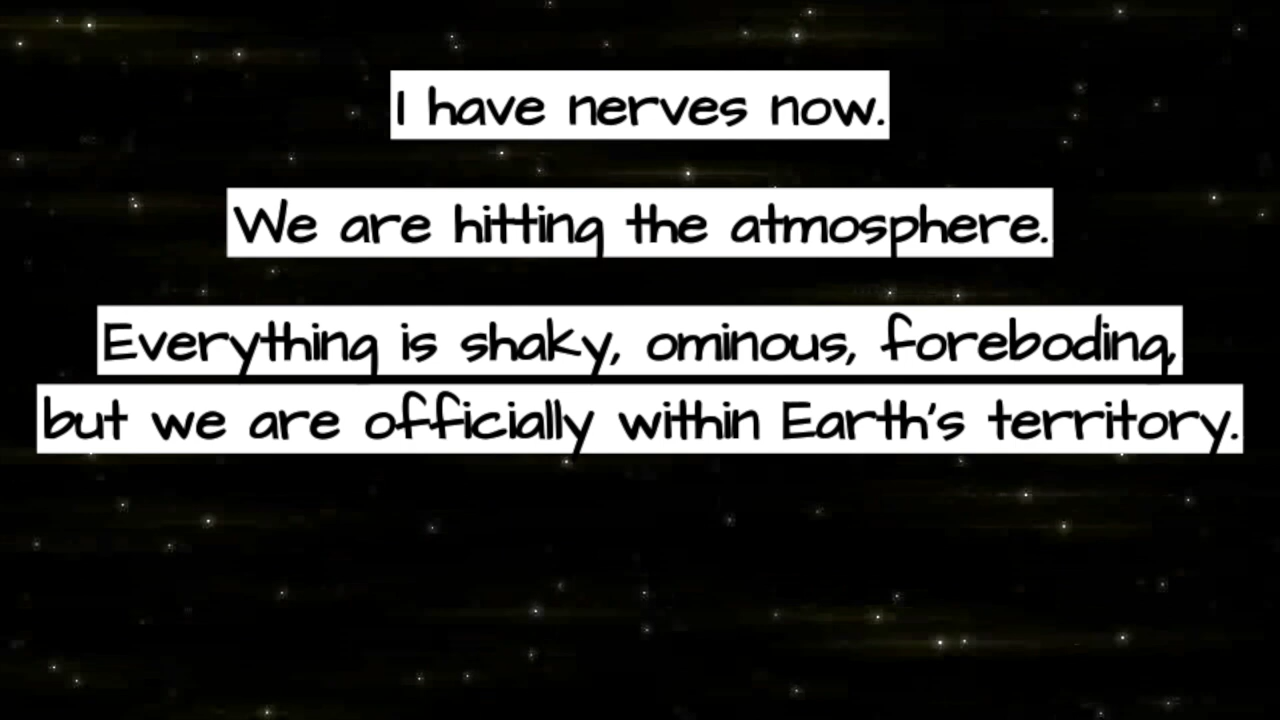 I have nerves now.
We are hitting the atmosphere.
Everything is shaky, ominous, foreboding,
but we are officially within Earth's territory.